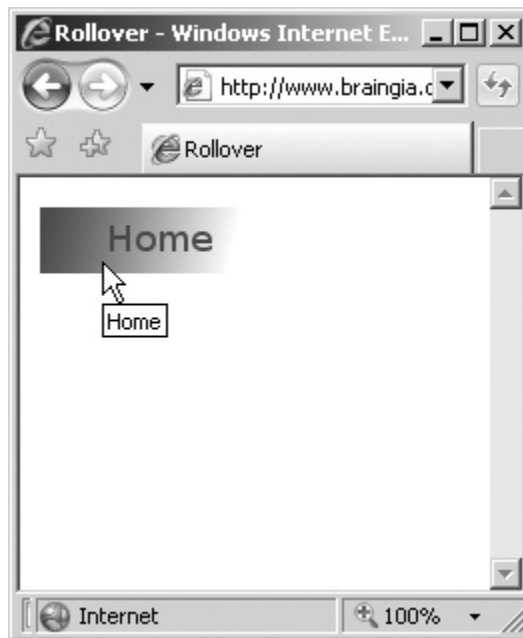 Rollover - Windows Internet E...
http://www.braingia.c
Rollover
Home
Home
Internet
100%